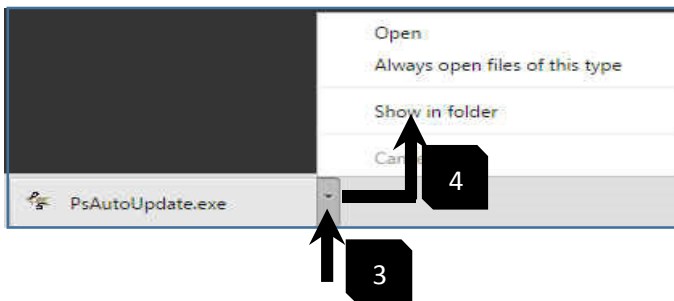 Open
Always open files of this type
Show in folder
4
PsAutoUpdate.exe
3